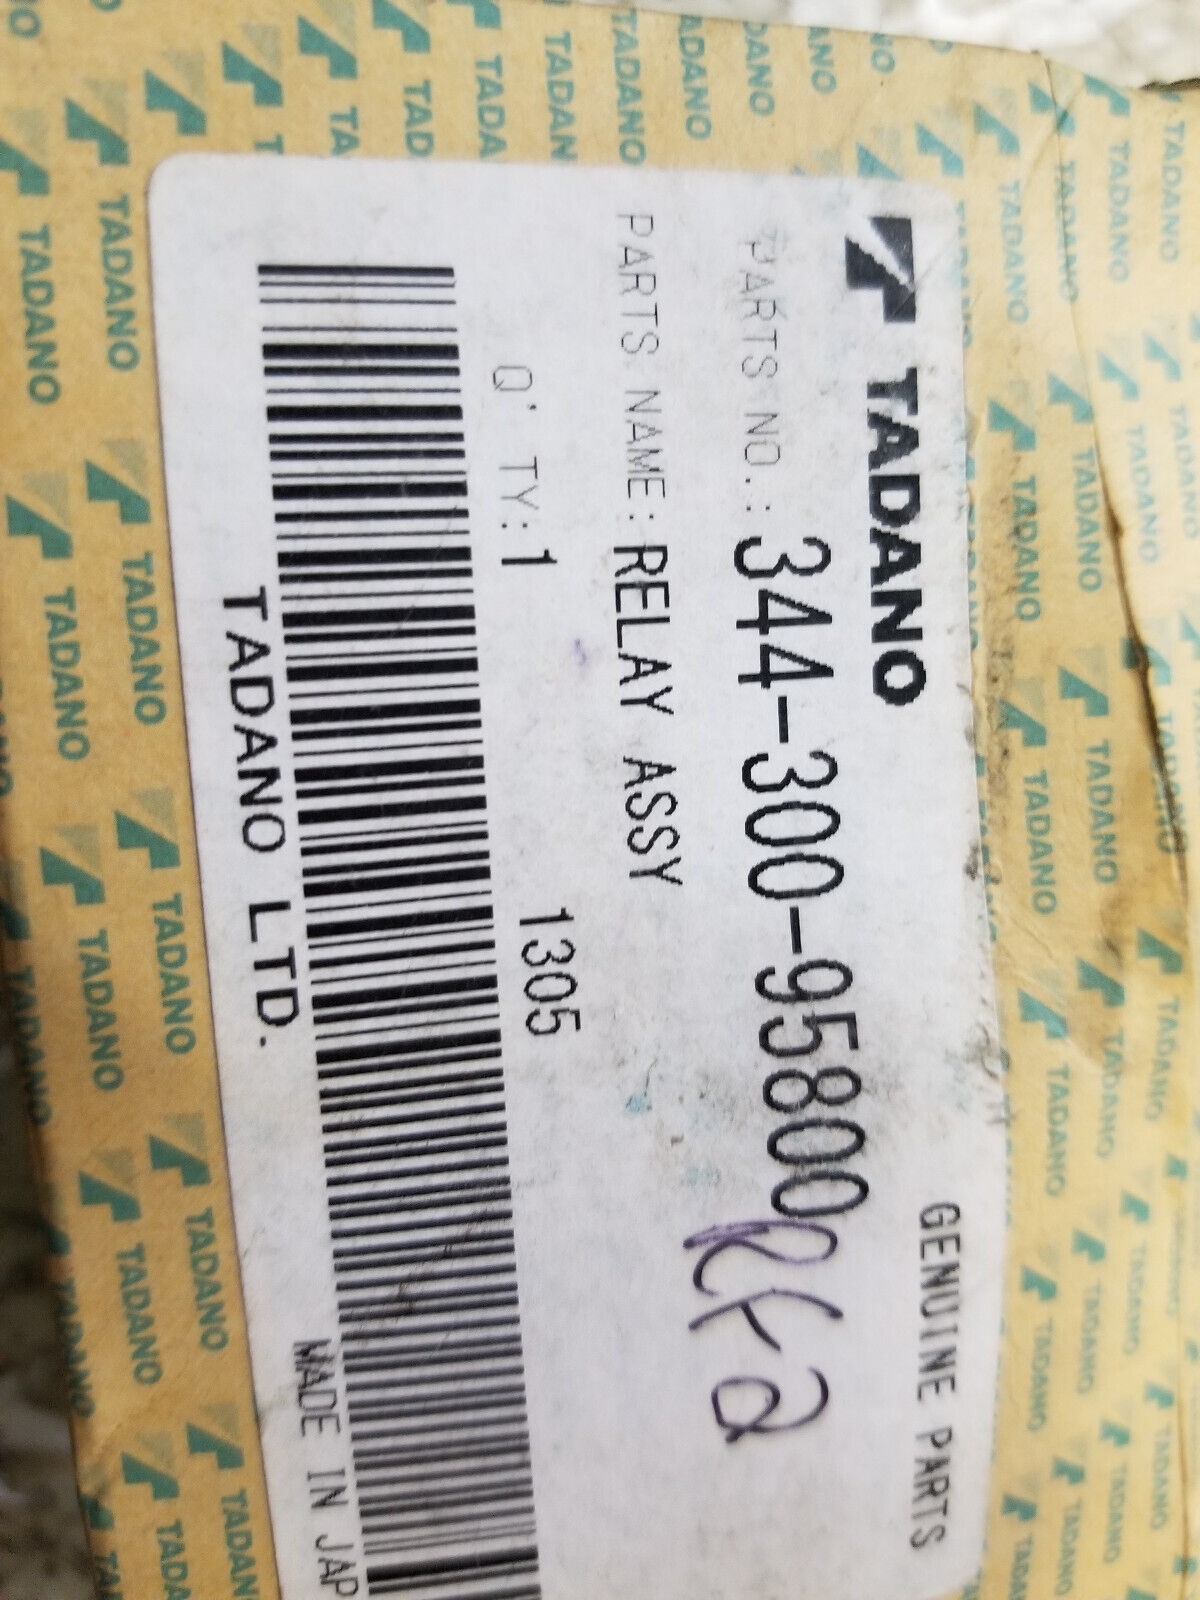 TADANO GENUINE PARTS
PARTS NO.: 344-300-95800
PARTS NAME: RELAY ASSY
Q'TY: 1 1305
TADANO LTD. MADE IN JAP